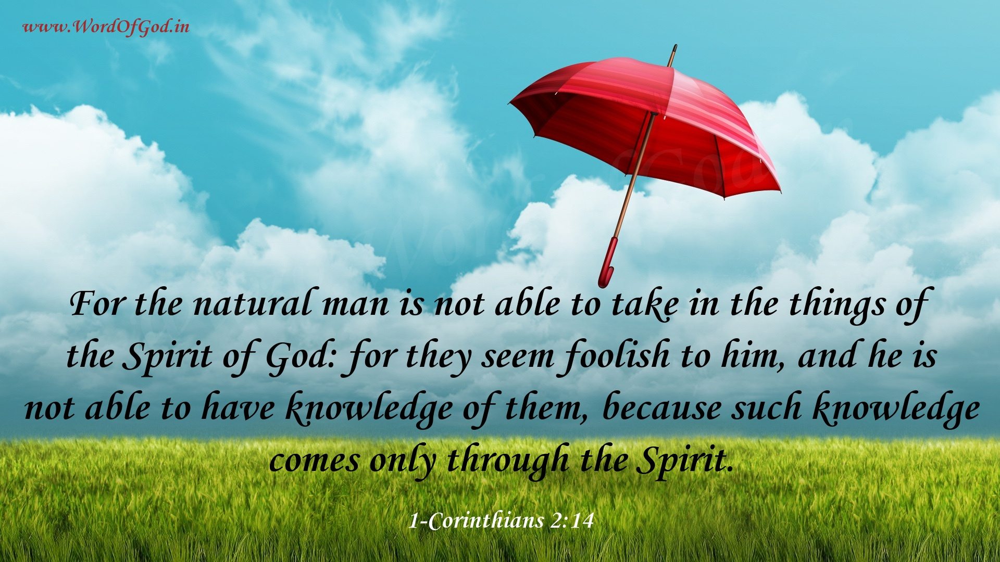 www.WordOfGod.in
For the natural man is not able to take in the things of
the Spirit of God: for they seem foolish to him, and he is
not able to have knowledge of them, because such knowledge
comes only through the Spirit.
1-Corinthians 2:14